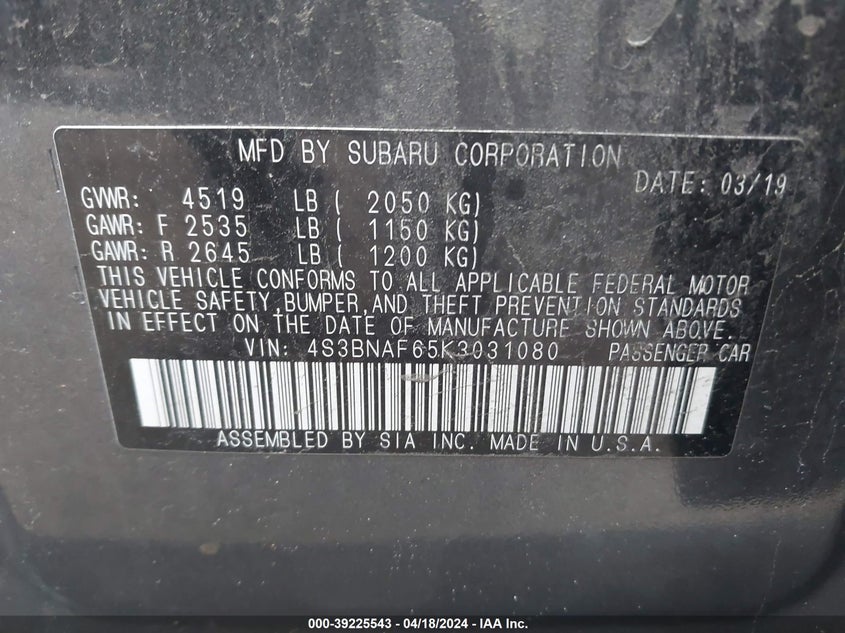 MFD BY SUBARU CORPORATION
DATE: 03/19
GVWR: 4519 LB ( 2050 KG)
GAWR: F 2535 LB ( 1150 KG)
GAWR: R 2645 LB ( 1200 KG)
THIS VEHICLE CONFORMS TO ALL APPLICABLE FEDERAL MOTOR
VEHICLE SAFETY,BUMPER,AND THEFT PREVENTION STANDARDS
IN EFFECT ON THE DATE OF MANUFACTURE SHOWN ABOVE.
VIN: 4S3BNAF65K3031080 PASSENGER CAR
ASSEMBLED BY SIA INC. MADE IN U.S.A.
000-39225543 - 04/18/2024 - IAA Inc.